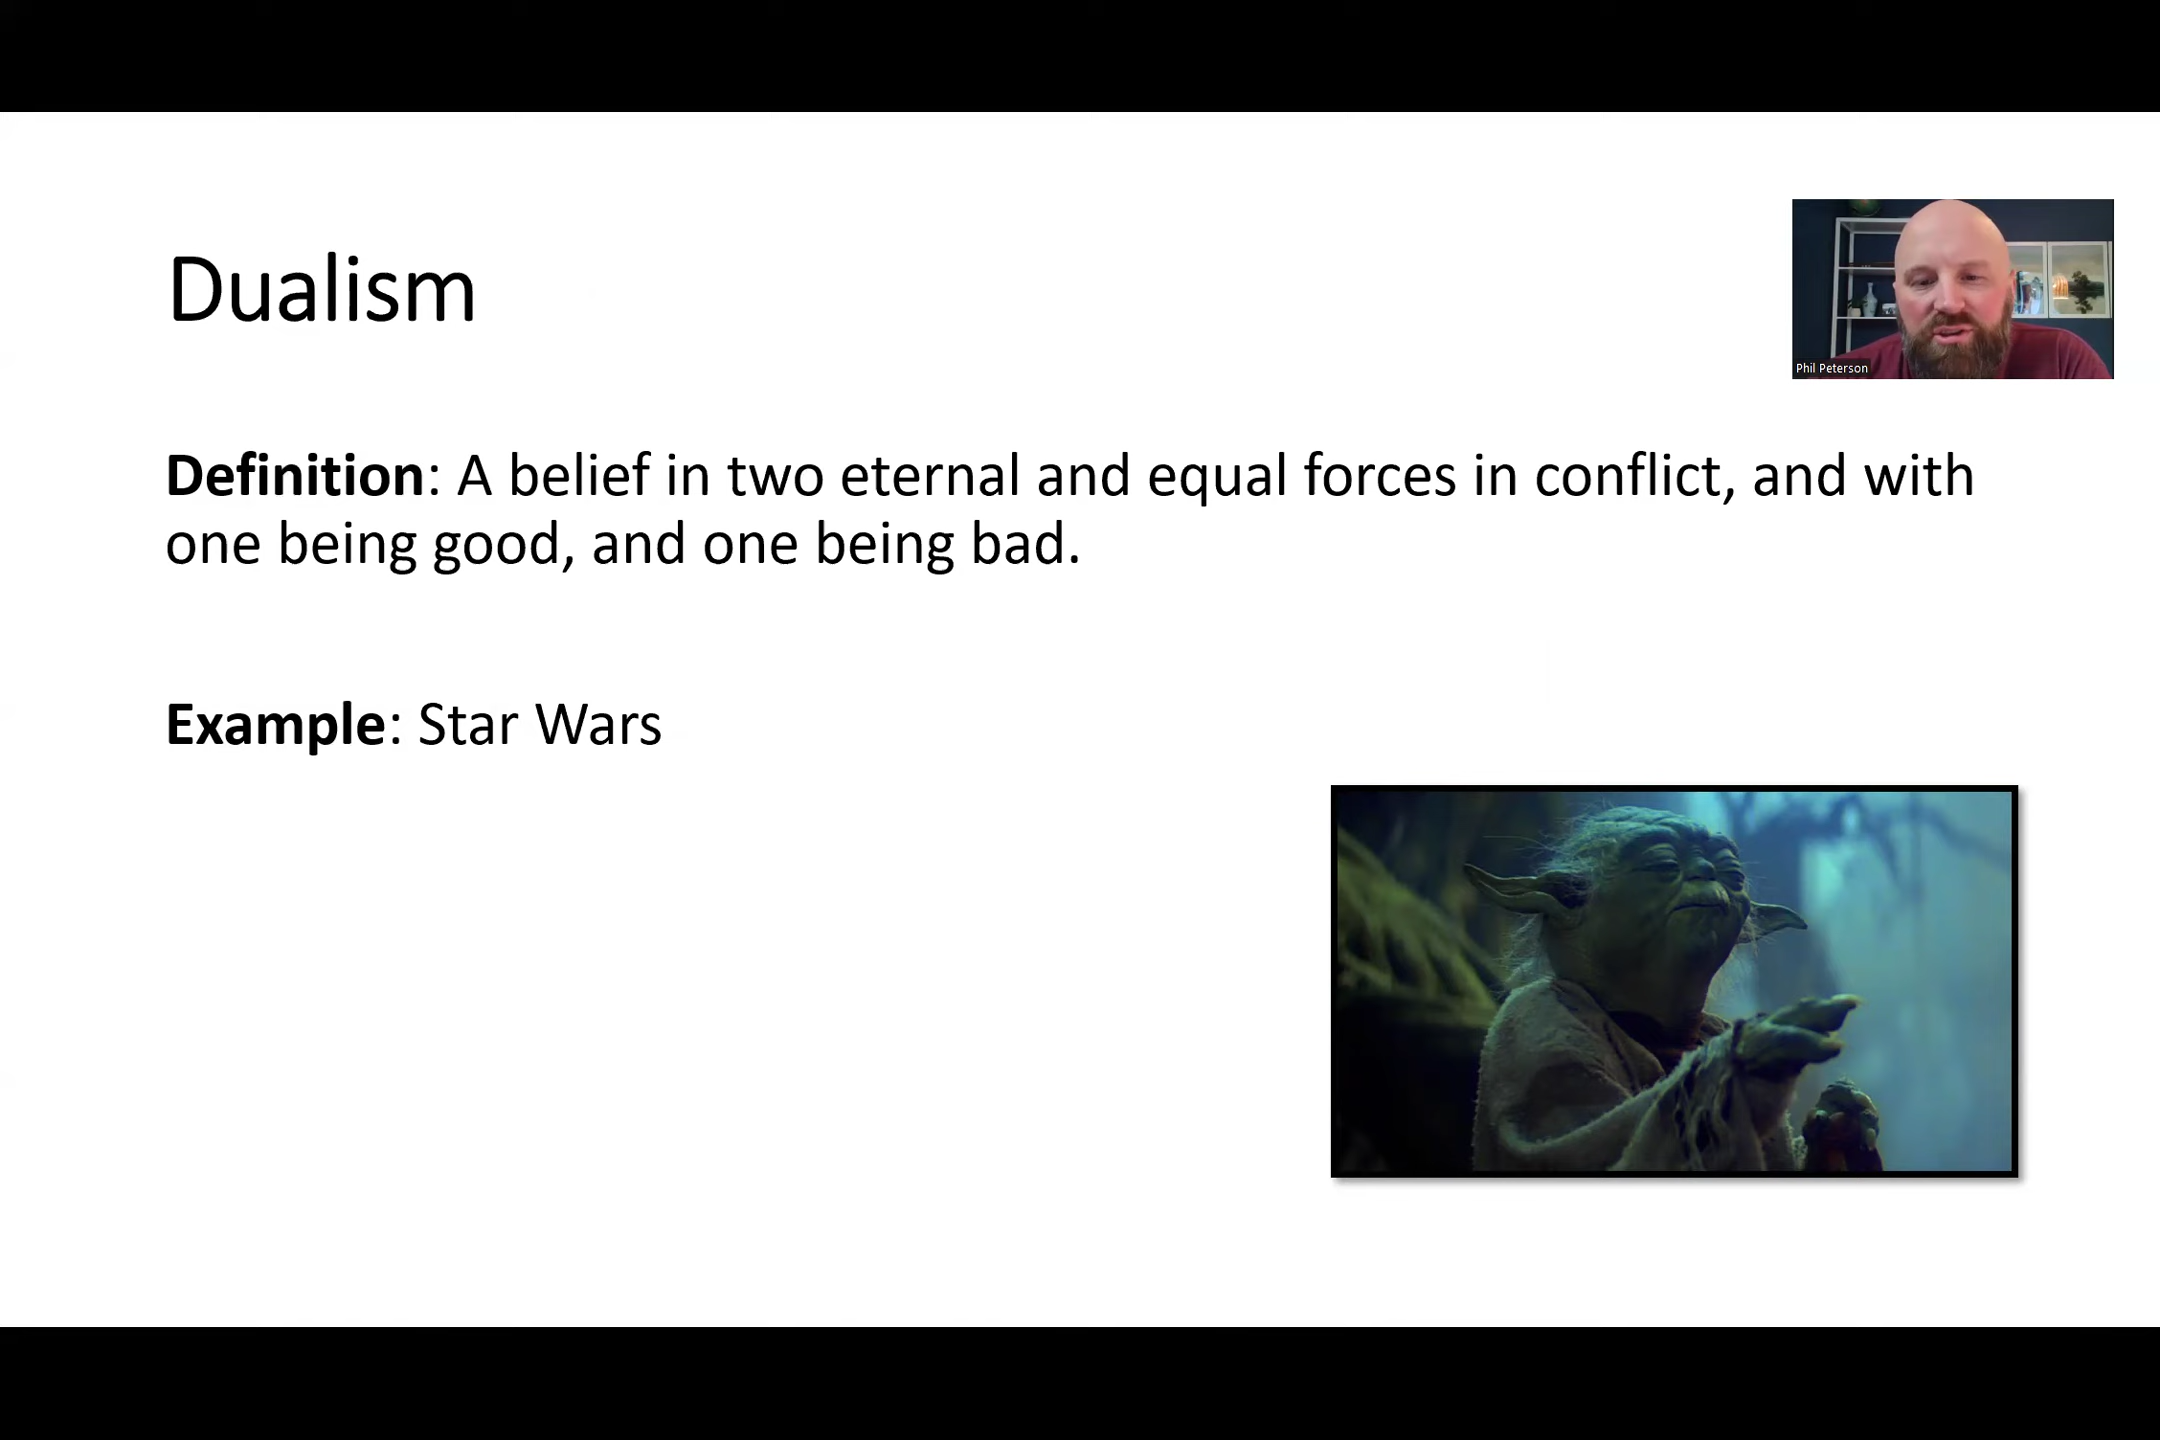 Dualism
Phil Peterson
Definition: A belief in two eternal and equal forces in conflict, and with
one being good, and one being bad.
Example: Star Wars